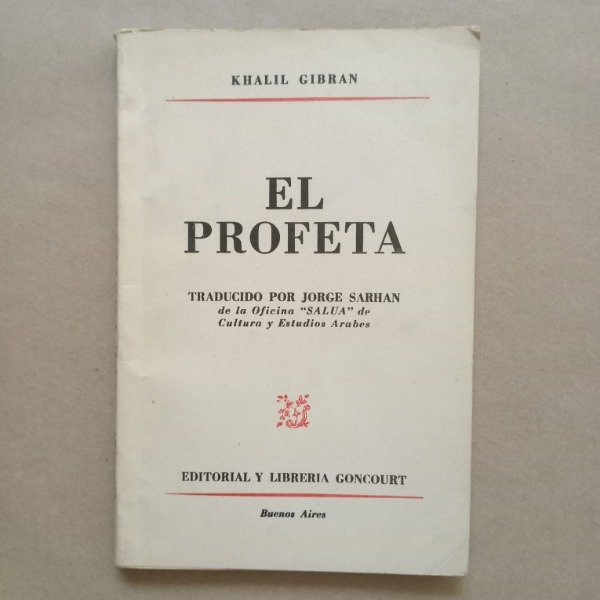 KHALIL GIBRAN
EL
PROFETA
TRADUCIDO POR JORGE SARHAN
de la Oficina "SALUA" de
Cultura y Estudios Arabes
EDITORIAL Y LIBRERIA GONCOURT
Buenos Aires